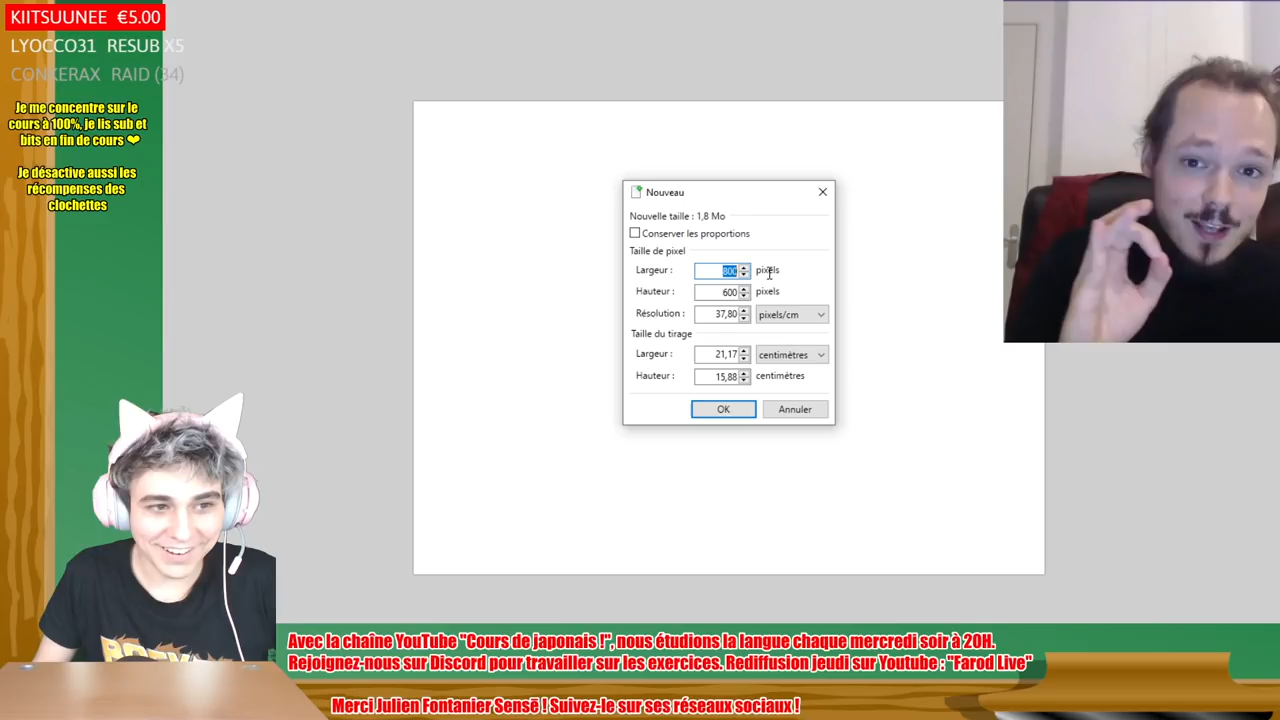 KIITSUUNEE €5.00
LYOCCO31 RESUB X5
CONKERAX RAID (34)
Je me concentre sur le
cours à 100%, je lis sub et
bits en fin de cours ❤
Je désactive aussi les
récompenses des
clochettes
Nouveau
Nouvelle taille : 1,8 Mo
Conserver les proportions
Taille de pixel
Largeur : 800 pixels
Hauteur : 600 pixels
Résolution : 37,80 pixels/cm
Taille du tirage
Largeur : 21,17 centimètres
Hauteur : 15,88 centimètres
OK Annuler
Avec la chaîne YouTube "Cours de japonais !", nous étudions la langue chaque mercredi soir à 20H.
Rejoignez-nous sur Discord pour travailler sur les exercices. Rediffusion jeudi sur Youtube : "Farod Live"
Merci Julien Fontanier Sensē ! Suivez-le sur ses réseaux sociaux !